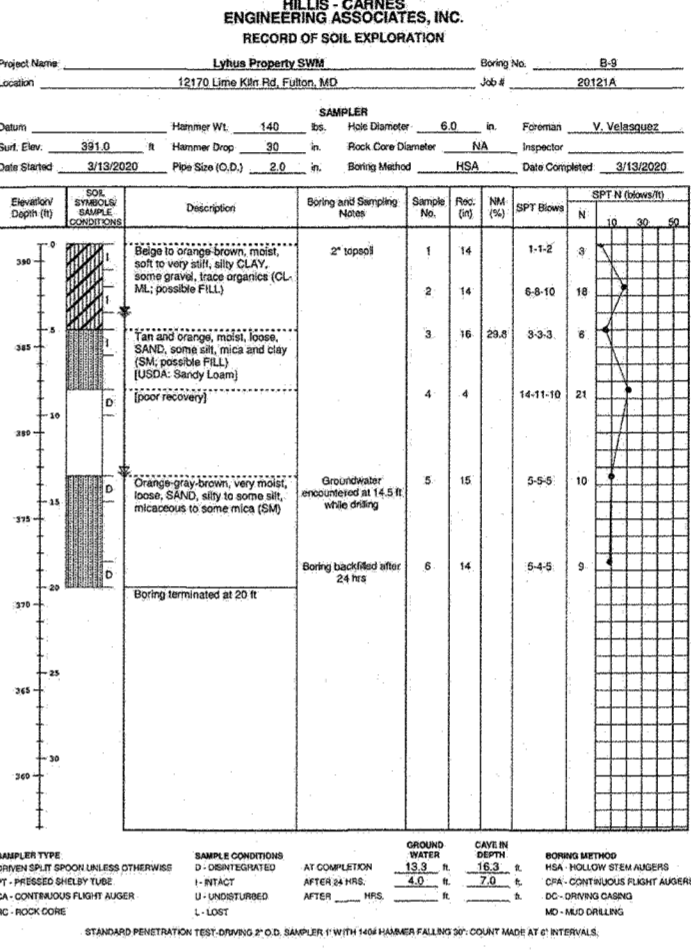 HILLIS - CARNES
ENGINEERING ASSOCIATES, INC.
RECORD OF SOIL EXPLORATION
Project Name Lyhus Property SWM Boring No. B-9
Location 12170 Lime Kiln Rd, Fulton, MD Job # 20121A
SAMPLER
Datum Hammer Wt. 140 lbs. Hole Diameter 6.0 in. Foreman V. Velasquez
Surf. Elev. 391.0 ft Hammer Drop 30 in. Rock Core Diameter NA Inspector
Date Started 3/13/2020 Pipe Size (O.D.) 2.0 in. Boring Method HSA Date Completed 3/13/2020
Elevation/ Depth (ft) SOIL SYMBOLS/ SAMPLE CONDITIONS Description Boring and Sampling Notes Sample No. Rec. (in) NM (%) SPT Blows N SPT N (blows/ft)
10 30 50
0
390
Beige to orange-brown, moist, 2" topsoil 1 14 1-1-2 3
I
soft to very stiff, silty CLAY,
some gravel, trace organics (CL-
ML; possible FILL) 2 14 6-8-10 18
I
5
Tan and orange, moist, loose, 3 16 29.8 3-3-3 6
I
385
SAND, some silt, mica and clay
(SM; possible FILL)
[USDA: Sandy Loam]
[poor recovery] 4 4 14-11-10 21
D
10
380
Orange-gray-brown, very moist, Groundwater 5 15 5-5-5 10
D
loose, SAND, silty to some silt, encountered at 14.5 ft
15
micaceous to some mica (SM) while drilling
375
Boring backfilled after 6 14 5-4-5 9
D
24 hrs
20
Boring terminated at 20 ft
370
25
365
30
360
SAMPLER TYPE SAMPLE CONDITIONS GROUND WATER CAVE IN DEPTH BORING METHOD
DRIVEN SPLIT SPOON UNLESS OTHERWISE D - DISINTEGRATED AT COMPLETION 13.3 ft. 16.3 ft. HSA - HOLLOW STEM AUGERS
PT - PRESSED SHELBY TUBE I - INTACT AFTER 24 HRS. 4.0 ft. 7.0 ft. CFA - CONTINUOUS FLIGHT AUGERS
CA - CONTINUOUS FLIGHT AUGER U - UNDISTURBED AFTER HRS. ft. ft. DC - DRIVING CASING
RC - ROCK CORE L - LOST MD - MUD DRILLING
STANDARD PENETRATION TEST-DRIVING 2" O.D. SAMPLER 1' WITH 140# HAMMER FALLING 30": COUNT MADE AT 6" INTERVALS.